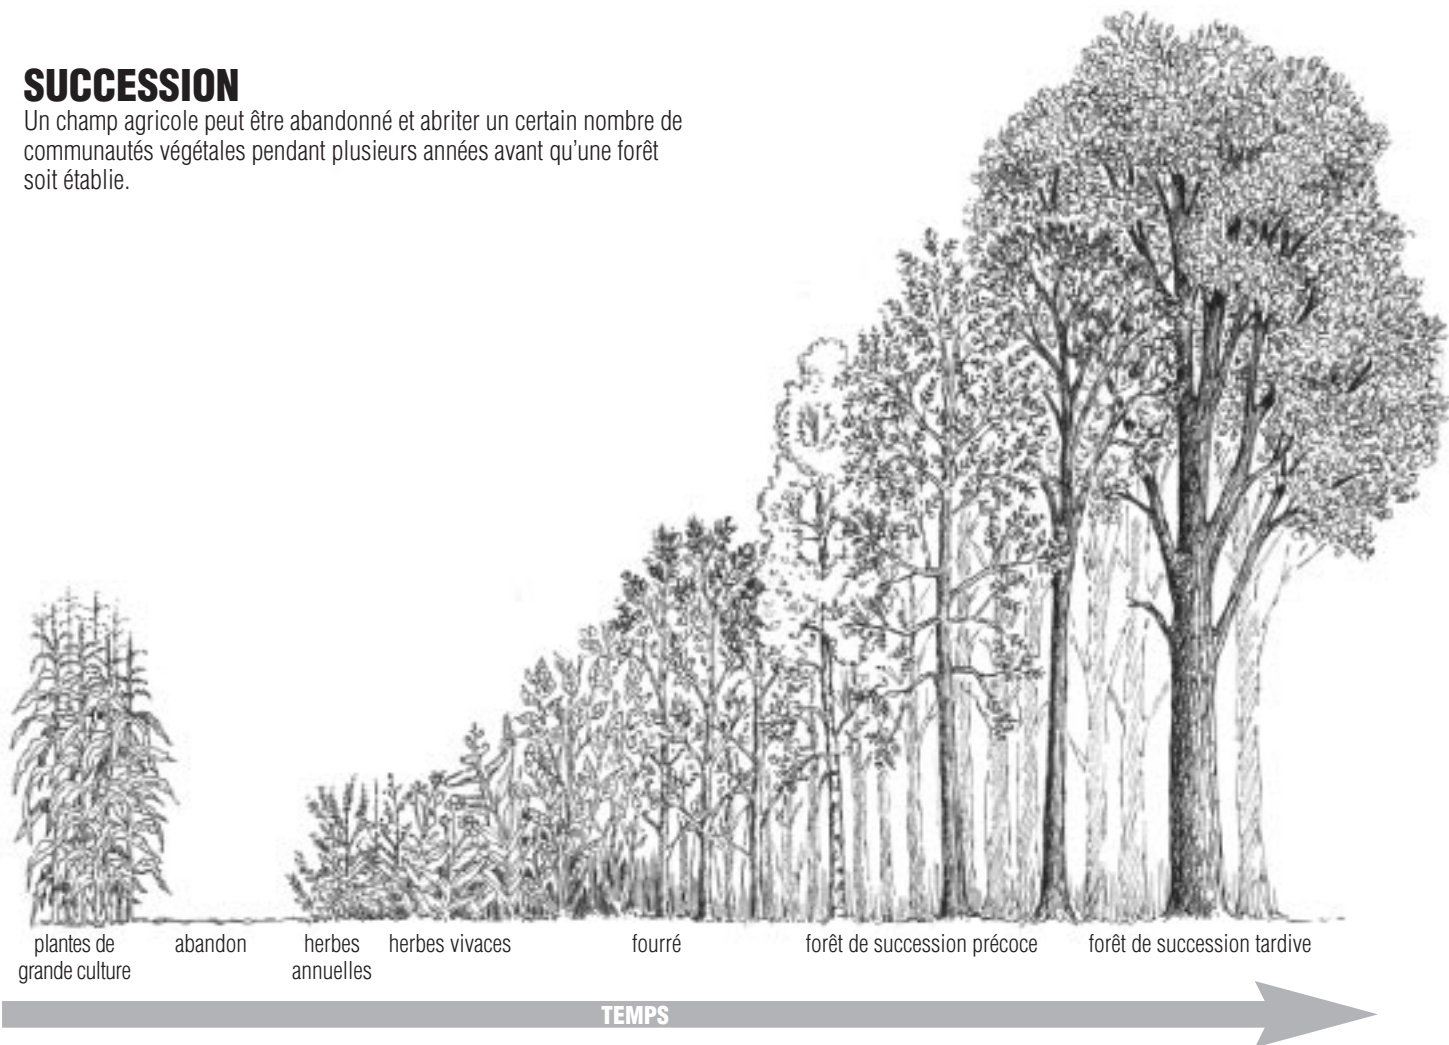 SUCCESSION
Un champ agricole peut être abandonné et abriter un certain nombre de
communautés végétales pendant plusieurs années avant qu'une forêt
soit établie.
plantes de
grande culture
abandon
herbes
annuelles
herbes vivaces
fourré
forêt de succession précoce
forêt de succession tardive
TEMPS